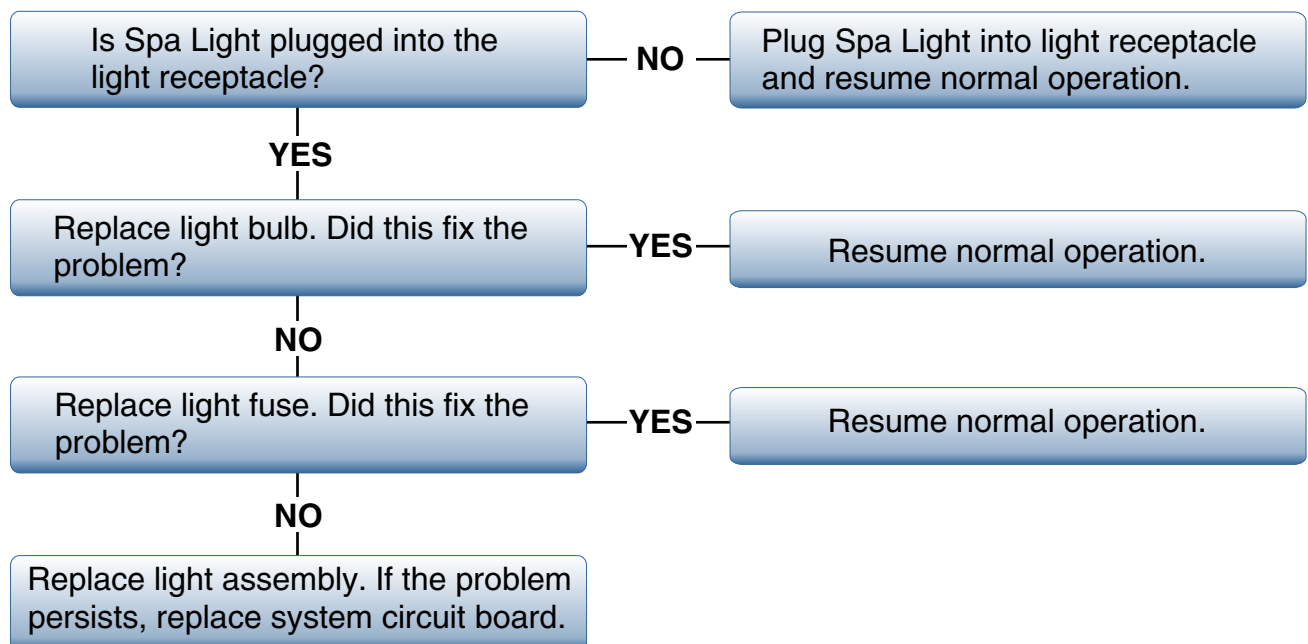 Is Spa Light plugged into the
light receptacle?
NO
Plug Spa Light into light receptacle
and resume normal operation.
YES
Replace light bulb. Did this fix the
problem?
YES
Resume normal operation.
NO
Replace light fuse. Did this fix the
problem?
YES
Resume normal operation.
NO
Replace light assembly. If the problem
persists, replace system circuit board.